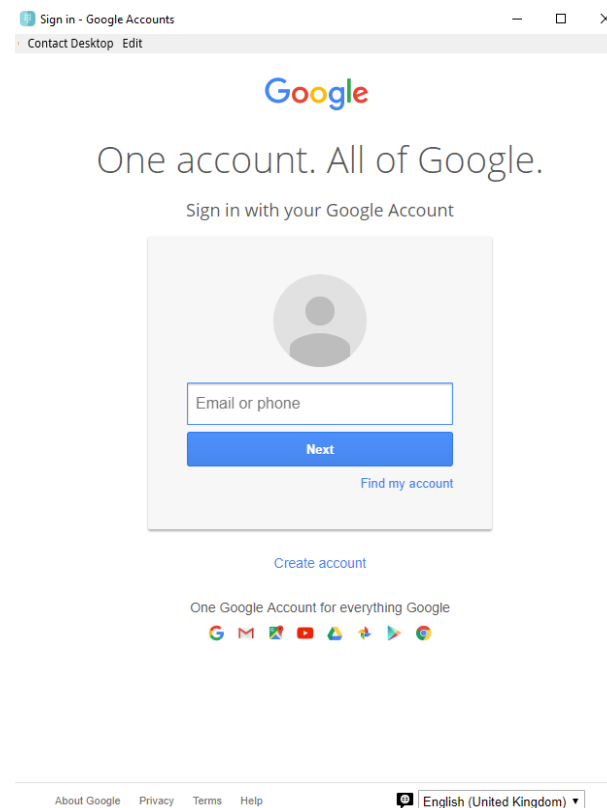 Sign in - Google Accounts
Contact Desktop Edit
Google
One account. All of Google.
Sign in with your Google Account
Email or phone
Next
Find my account
Create account
One Google Account for everything Google
About Google Privacy Terms Help English (United Kingdom)